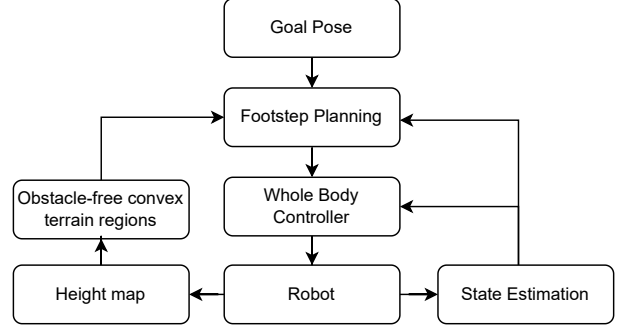 Goal Pose
Footstep Planning
Obstacle-free convex
terrain regions
Whole Body
Controller
Height map
Robot
State Estimation